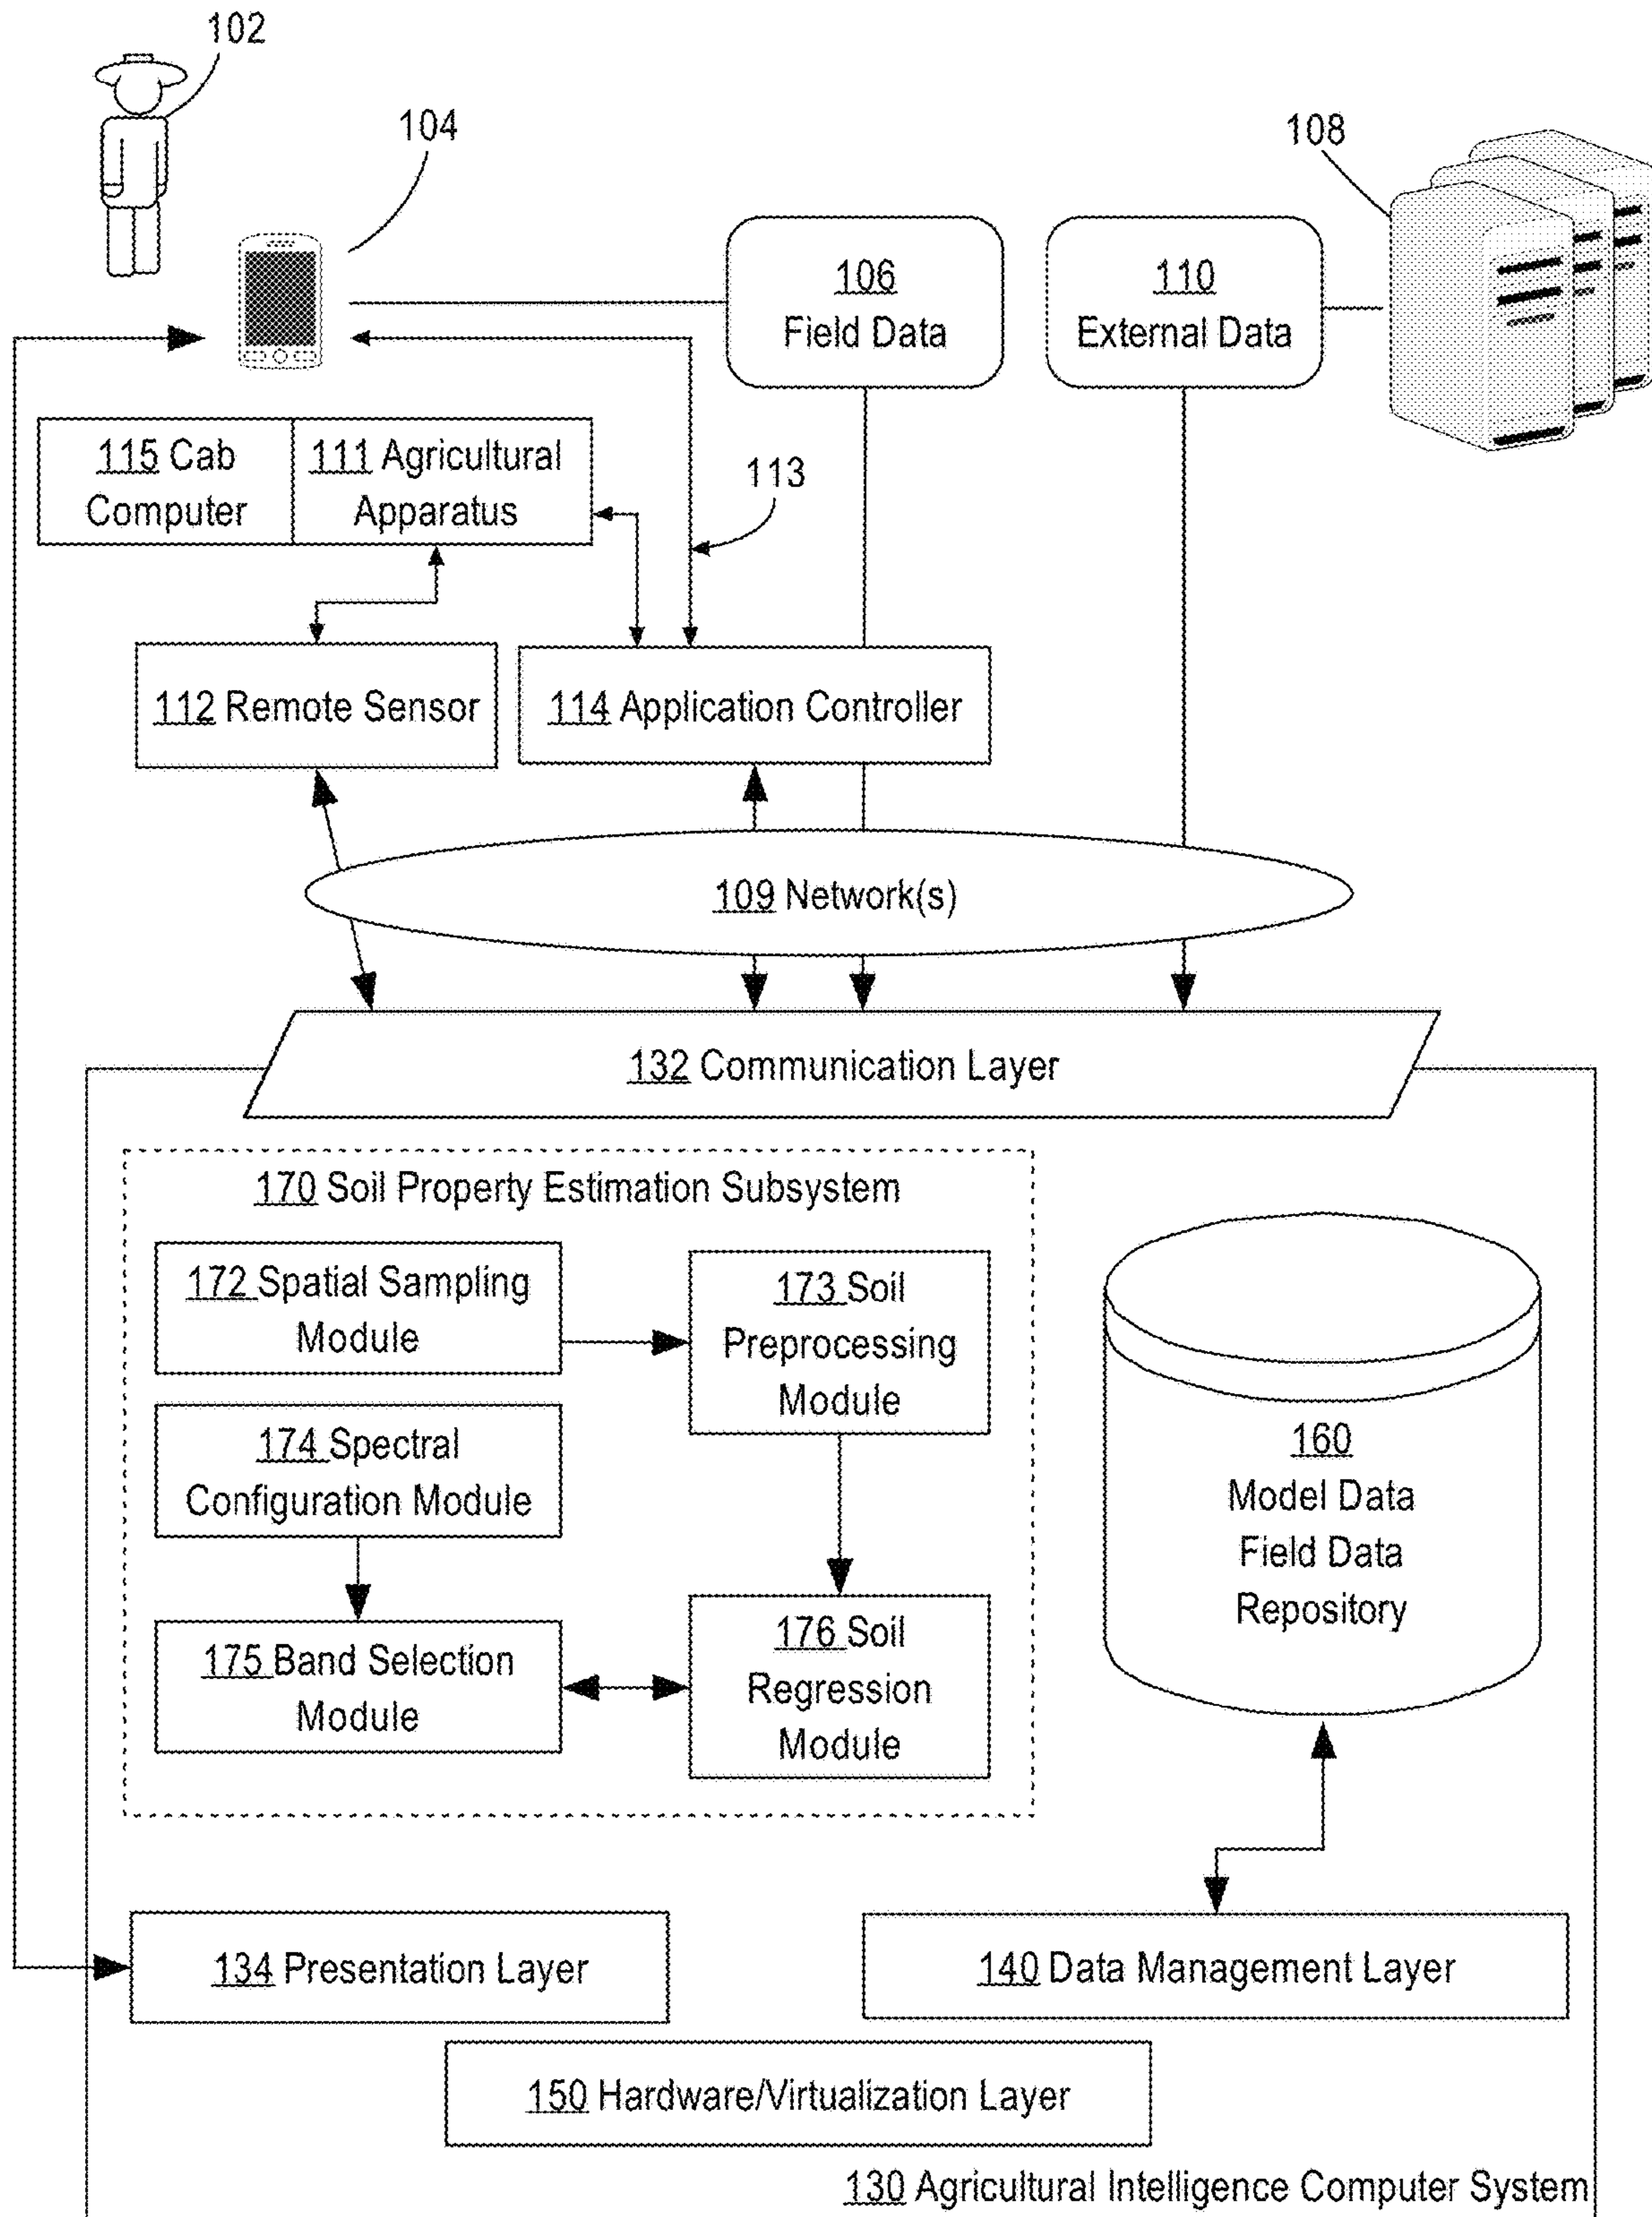 102
104
108
106
Field Data
110
External Data
115 Cab
Computer
111 Agricultural
Apparatus
113
112 Remote Sensor
114 Application Controller
109 Network(s)
132 Communication Layer
170 Soil Property Estimation Subsystem
172 Spatial Sampling
Module
173 Soil
Preprocessing
Module
174 Spectral
Configuration Module
160
Model Data
Field Data
Repository
175 Band Selection
Module
176 Soil
Regression
Module
134 Presentation Layer
140 Data Management Layer
150 Hardware/Virtualization Layer
130 Agricultural Intelligence Computer System